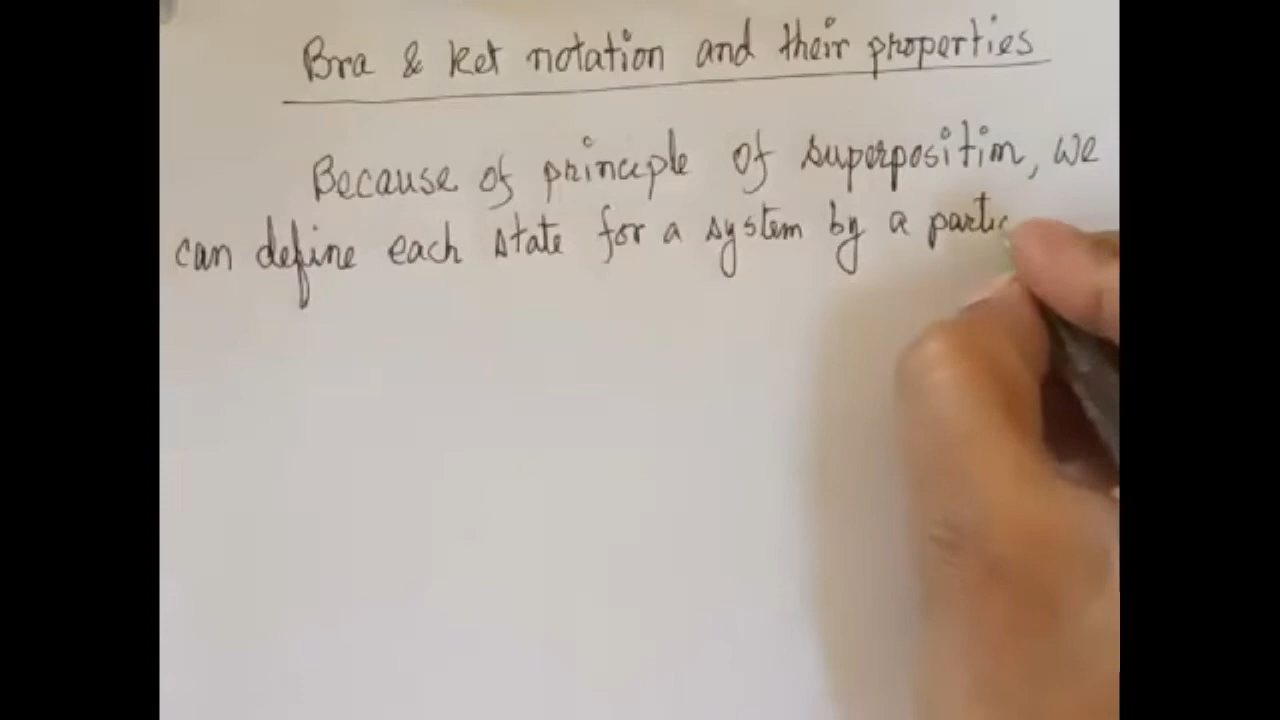 Bra & ket notation and their properties
Because of principle of superposition, we
can define each state for a system by a partic